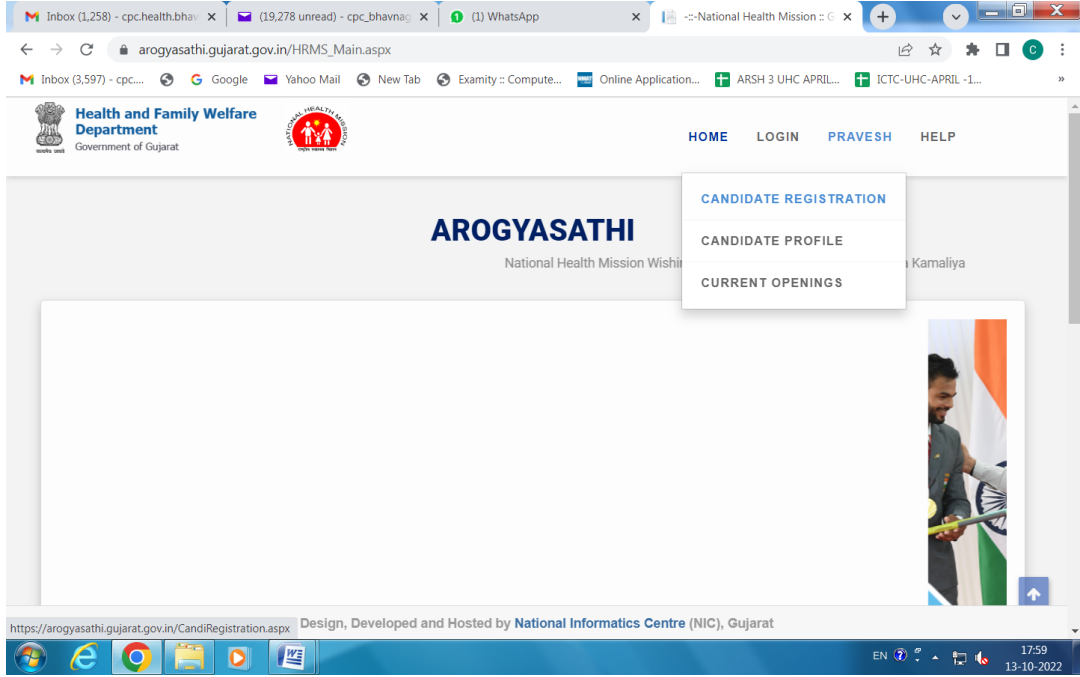 Inbox (1,258) - cpc.health.bhav
(19,278 unread) - cpc_bhavnag
(1) WhatsApp
-::-National Health Mission :: G
arogyasathi.gujarat.gov.in/HRMS_Main.aspx
C
Inbox (3,597) - cpc....
Google
Yahoo Mail
New Tab
Examity :: Compute...
Online Application...
ARSH 3 UHC APRIL...
ICTC-UHC-APRIL -1...
»
Health and Family Welfare
Department
Government of Gujarat
NATIONAL HEALTH MISSION
HOME LOGIN PRAVESH HELP
CANDIDATE REGISTRATION
CANDIDATE PROFILE
CURRENT OPENINGS
AROGYASATHI
National Health Mission Wishin
Kamaliya
https://arogyasathi.gujarat.gov.in/CandiRegistration.aspx
Design, Developed and Hosted by National Informatics Centre (NIC), Gujarat
EN
17:59
13-10-2022